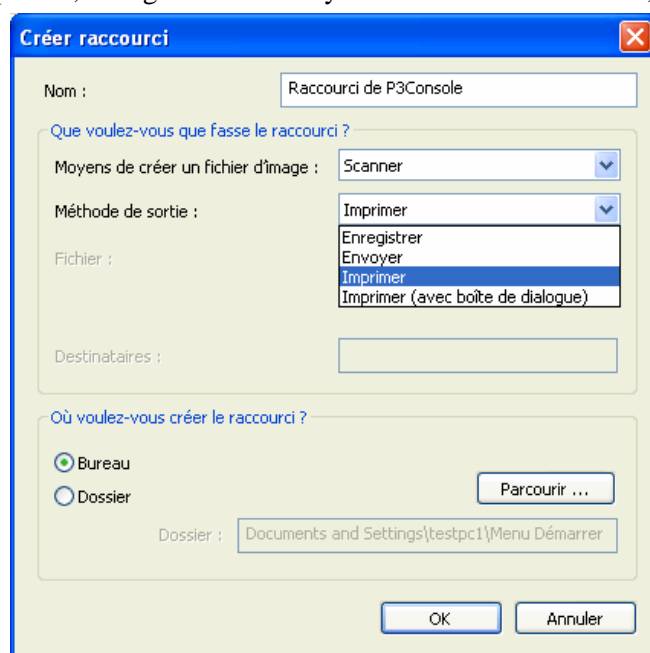 Créer raccourci
Nom : Raccourci de P3Console
Que voulez-vous que fasse le raccourci ?
Moyens de créer un fichier d'image : Scanner
Méthode de sortie : Imprimer
Enregistrer
Fichier : Envoyer
Imprimer
Imprimer (avec boîte de dialogue)
Destinataires :
Où voulez-vous créer le raccourci ?
Bureau
Parcourir ...
Dossier
Dossier : Documents and Settings\testpc1\Menu Démarrer
OK Annuler